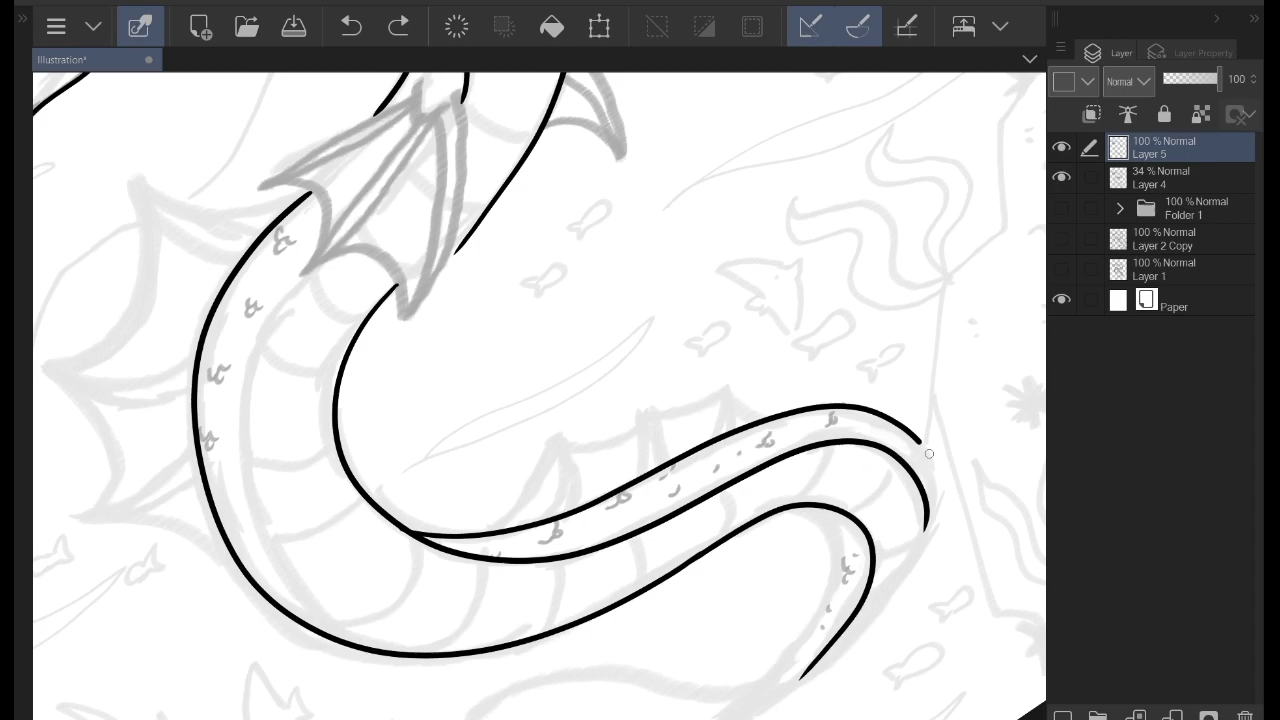 Illustration*
Layer
Layer Property
Normal
100
100 % Normal
Layer 5
34 % Normal
Layer 4
100 % Normal
Folder 1
100 % Normal
Layer 2 Copy
100 % Normal
Layer 1
Paper